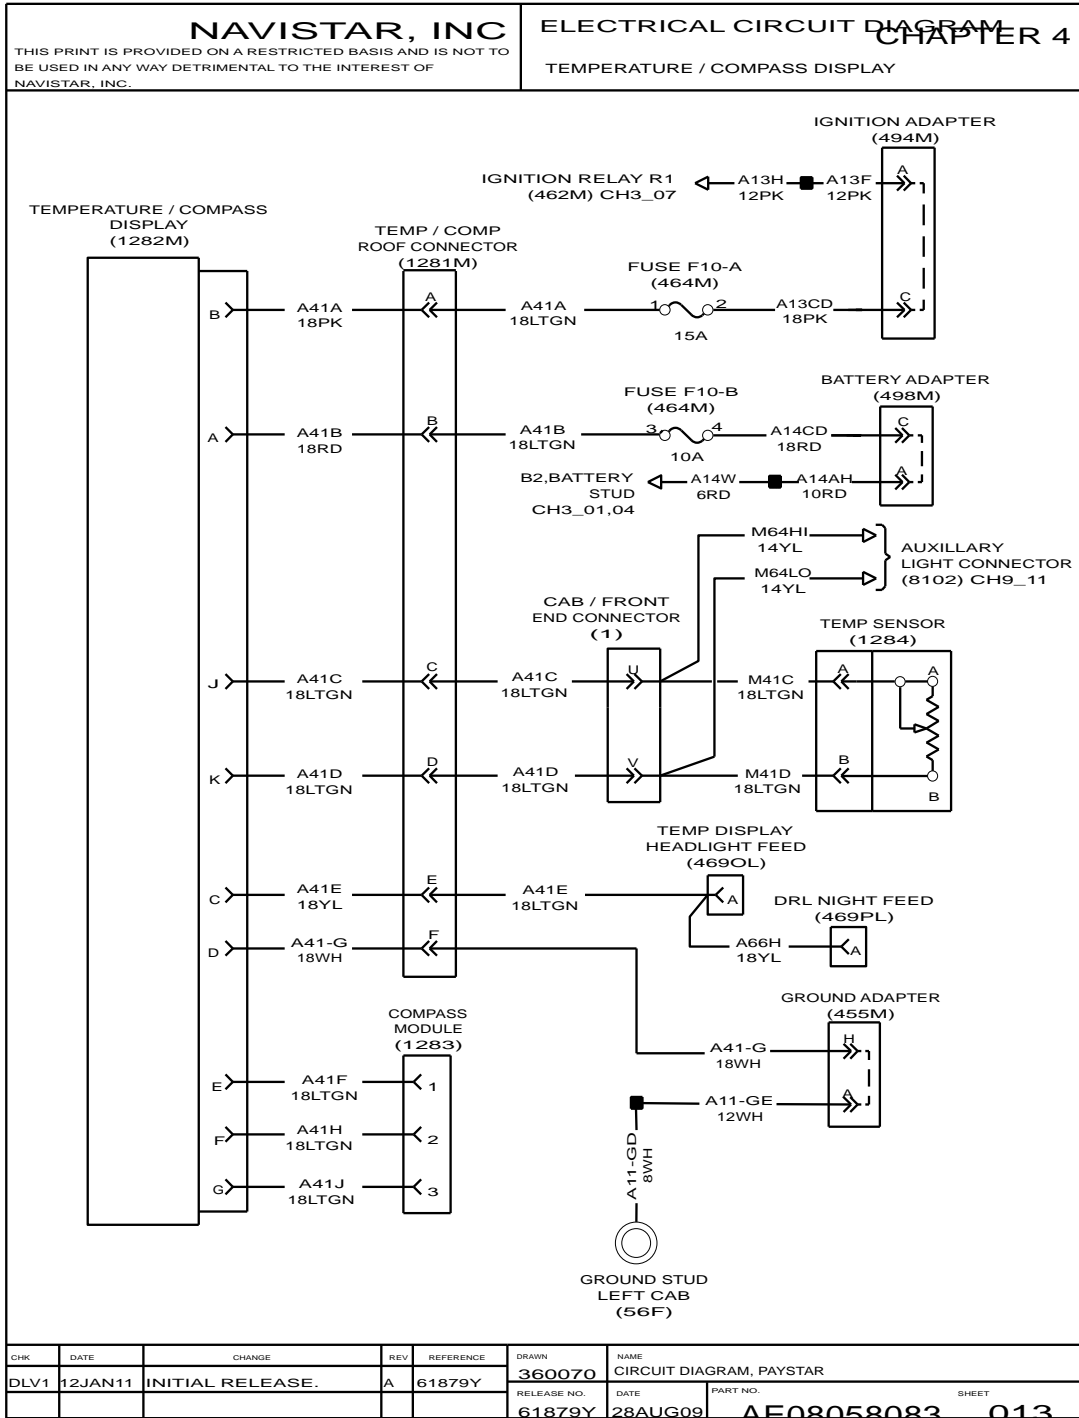 NAVISTAR, INC
THIS PRINT IS PROVIDED ON A RESTRICTED BASIS AND IS NOT TO
BE USED IN ANY WAY DETRIMENTAL TO THE INTEREST OF
NAVISTAR, INC.
ELECTRICAL CIRCUIT DIAGRAM
CHAPTER 4
TEMPERATURE / COMPASS DISPLAY
IGNITION ADAPTER
(494M)
A
IGNITION RELAY R1
(462M) CH3_07
A13H
12PK
A13F
12PK
TEMPERATURE / COMPASS
DISPLAY
(1282M)
TEMP / COMP
ROOF CONNECTOR
(1281M)
FUSE F10-A
(464M)
B
A41A
18PK
A
A41A
18LTGN
1
2
15A
A13CD
18PK
C
BATTERY ADAPTER
(498M)
FUSE F10-B
(464M)
A
A41B
18RD
B
A41B
18LTGN
3
4
10A
A14CD
18RD
C
B2,BATTERY
STUD
CH3_01,04
A14W
6RD
A14AH
10RD
A
M64HI
14YL
M64LO
14YL
AUXILLARY
LIGHT CONNECTOR
(8102) CH9_11
CAB / FRONT
END CONNECTOR
(1)
TEMP SENSOR
(1284)
J
A41C
18LTGN
C
A41C
18LTGN
U
M41C
18LTGN
A
A
K
A41D
18LTGN
D
A41D
18LTGN
V
M41D
18LTGN
B
B
TEMP DISPLAY
HEADLIGHT FEED
(469OL)
C
A41E
18YL
E
A41E
18LTGN
A
DRL NIGHT FEED
(469PL)
A66H
18YL
A
D
A41-G
18WH
F
GROUND ADAPTER
(455M)
COMPASS
MODULE
(1283)
A41-G
18WH
H
E
A41F
18LTGN
1
A11-GE
12WH
A
F
A41H
18LTGN
2
A11-GD
8WH
G
A41J
18LTGN
3
GROUND STUD
LEFT CAB
(56F)
CHK DATE CHANGE REV REFERENCE
DLV1 12JAN11 INITIAL RELEASE. A 61879Y
DRAWN
360070
NAME
CIRCUIT DIAGRAM, PAYSTAR
RELEASE NO.
61879Y
DATE
28AUG09
PART NO.
AE08058083
SHEET
013